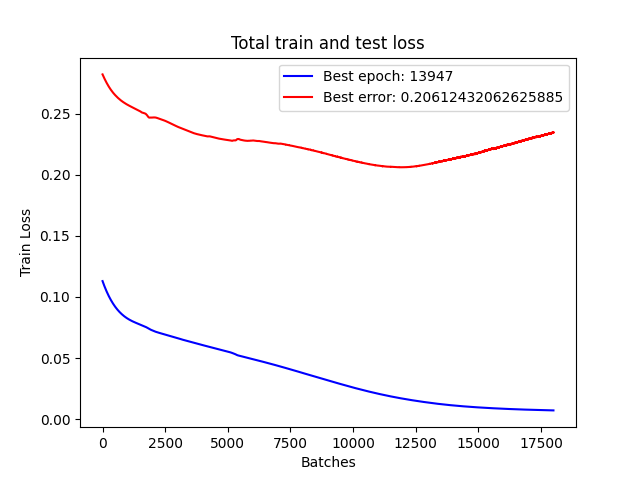 Total train and test loss
Best epoch: 13947
Best error: 0.20612432062625885
0.25
0.20
0.15
0.10
0.05
0.00
Train Loss
0 2500 5000 7500 10000 12500 15000 17500
Batches